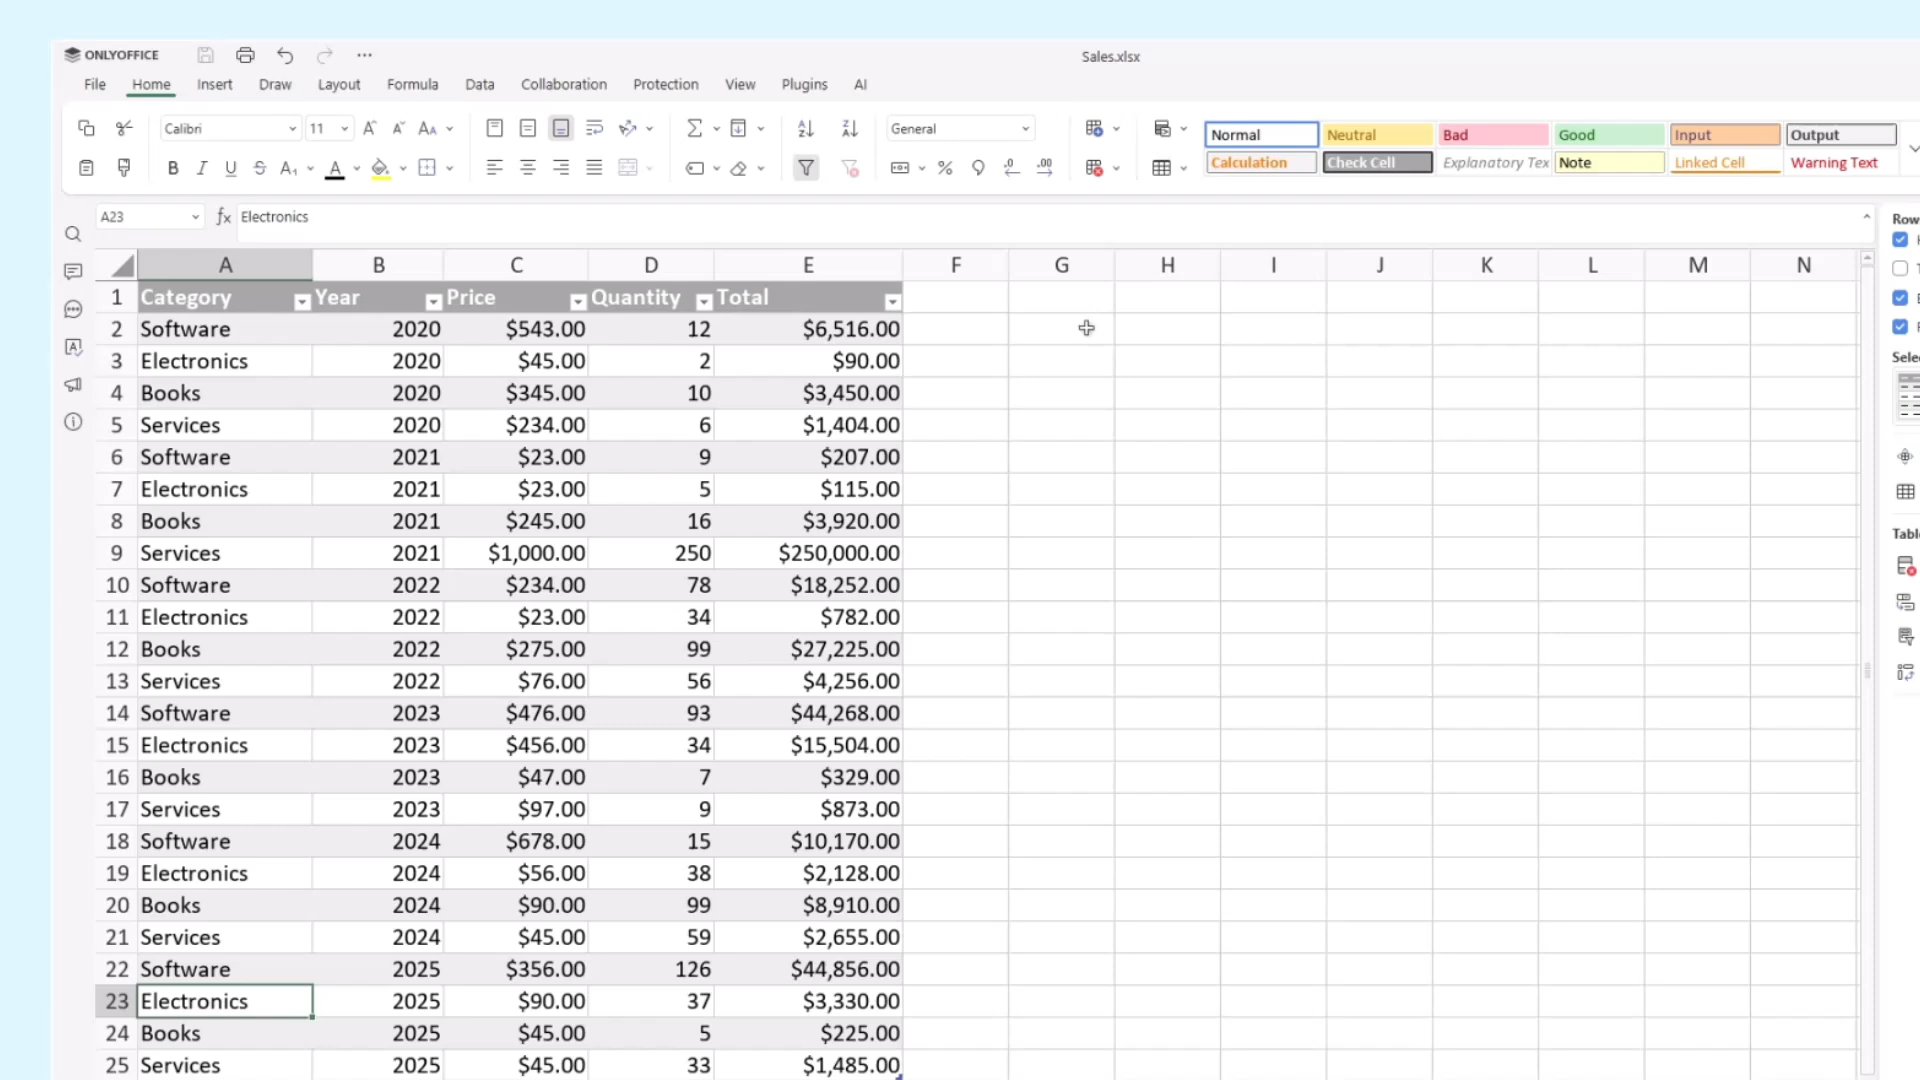 ONLYOFFICE
Sales.xlsx
File Home Insert Draw Layout Formula Data Collaboration Protection View Plugins AI
Calibri 11 General
Normal Neutral Bad Good Input Output
Calculation Check Cell Explanatory Tex Note Linked Cell Warning Text
A23 fx Electronics
Row
Sele
Tabl
A B C D E F G H I J K L M N
1 Category Year Price Quantity Total
2 Software 2020 $543.00 12 $6,516.00
3 Electronics 2020 $45.00 2 $90.00
4 Books 2020 $345.00 10 $3,450.00
5 Services 2020 $234.00 6 $1,404.00
6 Software 2021 $23.00 9 $207.00
7 Electronics 2021 $23.00 5 $115.00
8 Books 2021 $245.00 16 $3,920.00
9 Services 2021 $1,000.00 250 $250,000.00
10 Software 2022 $234.00 78 $18,252.00
11 Electronics 2022 $23.00 34 $782.00
12 Books 2022 $275.00 99 $27,225.00
13 Services 2022 $76.00 56 $4,256.00
14 Software 2023 $476.00 93 $44,268.00
15 Electronics 2023 $456.00 34 $15,504.00
16 Books 2023 $47.00 7 $329.00
17 Services 2023 $97.00 9 $873.00
18 Software 2024 $678.00 15 $10,170.00
19 Electronics 2024 $56.00 38 $2,128.00
20 Books 2024 $90.00 99 $8,910.00
21 Services 2024 $45.00 59 $2,655.00
22 Software 2025 $356.00 126 $44,856.00
23 Electronics 2025 $90.00 37 $3,330.00
24 Books 2025 $45.00 5 $225.00
25 Services 2025 $45.00 33 $1,485.00